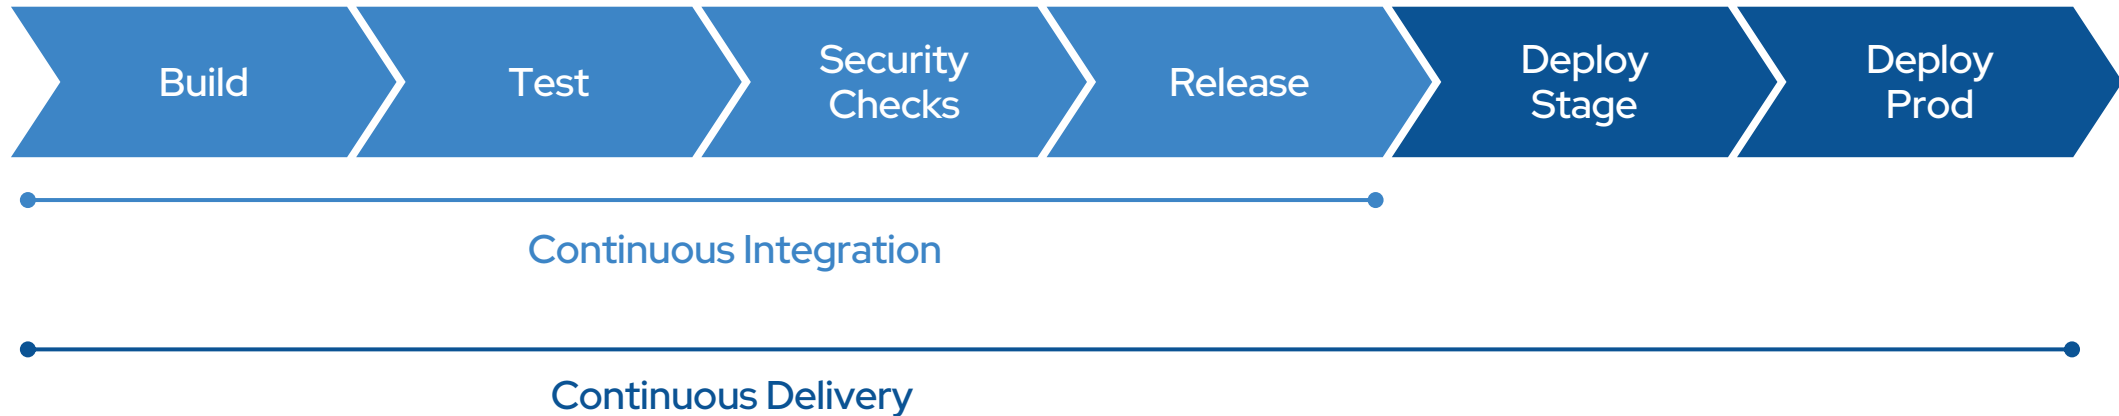 Build
Test
Security
Checks
Release
Deploy
Stage
Deploy
Prod
Continuous Integration
Continuous Delivery